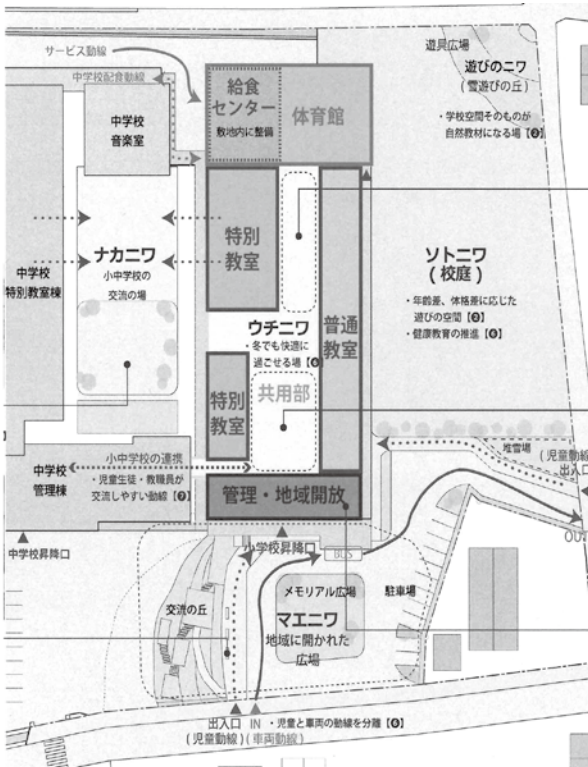 サービス動線
中学校配食動線
給食
センター
敷地内に整備
体育館
遊具広場
遊びのニワ
(雪遊びの丘)
・学校空間そのものが
自然教材になる場【❸】
中学校
音楽室
ナカニワ
小中学校の
交流の場
中学校
特別教室棟
特別
教室
ウチニワ
・冬でも快適に
過ごせる場【❻】
普通
教室
ソトニワ
(校庭)
・年齢差、体格差に応じた
遊びの空間【❷】
・健康教育の推進【❻】
特別
教室
共用部
小中学校の連携
・児童生徒・教職員が
交流しやすい動線【❼】
中学校
管理棟
管理・地域開放
堆雪場
(児童動線)
出入口
OUT
中学校昇降口
小学校昇降口
BUS
交流の丘
メモリアル広場
駐車場
マエニワ
地域に開かれた
広場
出入口 IN ・児童と車両の動線を分離【❻】
(児童動線)(車両動線)